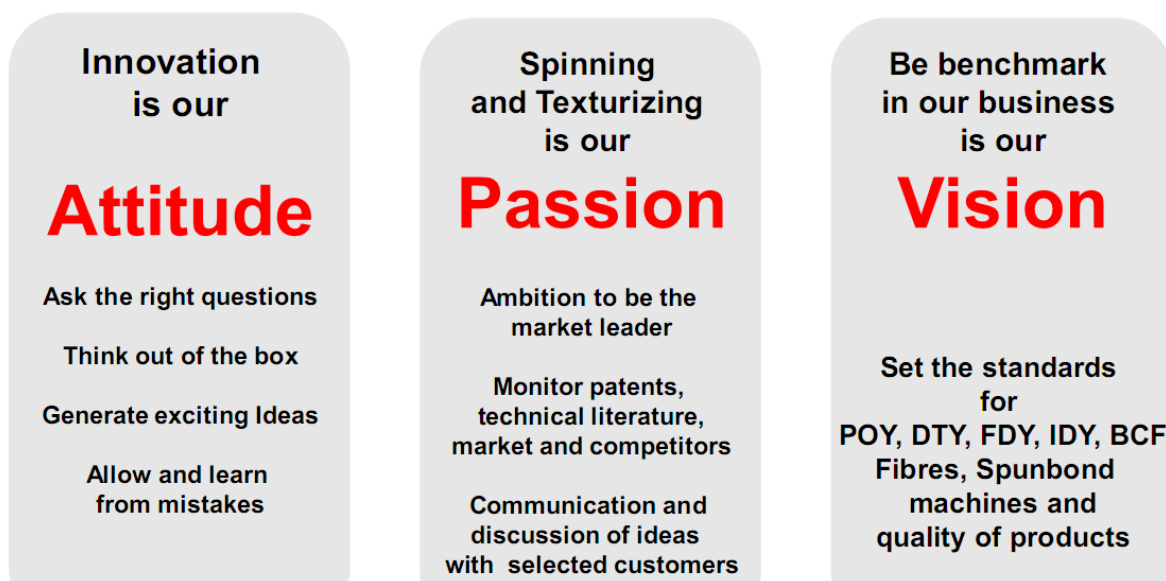 Innovation
is our
Attitude
Ask the right questions
Think out of the box
Generate exciting Ideas
Allow and learn
from mistakes
Spinning
and Texturizing
is our
Passion
Ambition to be the
market leader
Monitor patents,
technical literature,
market and competitors
Communication and
discussion of ideas
with selected customers
Be benchmark
in our business
is our
Vision
Set the standards
for
POY, DTY, FDY, IDY, BCF
Fibres, Spunbond
machines and
quality of products